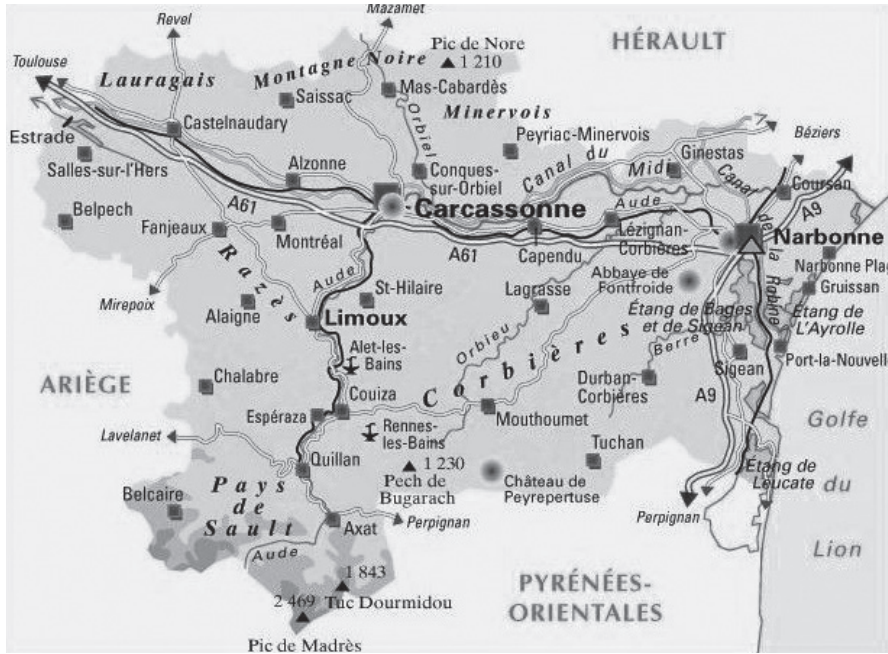 Revel
Mazamet
Pic de Nore
1 210
HÉRAULT
Toulouse
Lauragais
Montagne Noire
Saissac
Mas-Cabardès
Minervois
Orbiel
Castelnaudary
Estrade
Salles-sur-l'Hers
Peyriac-Minervois
Béziers
Alzonne
Conques-
sur-Orbiel
Canal du
Midi
Ginestas
Canal
de la
Robine
Coursan
Belpech
A61
Carcassonne
Aude
A9
Fanjeaux
Montréal
Razès
A61
Capendu
Lézignan-
Corbières
Narbonne
Narbonne Plag
Mirepoix
Aude
Abbaye de
Fontfroide
Gruissan
St-Hilaire
Lagrasse
Alaigne
Limoux
Étang de Bages
et de Sigean
Étang de
L'Ayrolle
Orbieu
Corbières
Berre
Alet-les-
Bains
Sigean
Port-la-Nouvelle
ARIÈGE
Chalabre
Couiza
Durban-
Corbières
A9
Espéraza
Mouthoumet
Golfe
du
Lion
Rennes-
les-Bains
Lavelanet
Quillan
Tuchan
1 230
Pech de
Bugarach
Château de
Peyrepertuse
Étang de
Leucate
Belcaire
Pays
de
Sault
Axat
Perpignan
Perpignan
Aude
1 843
Tuc Dourmidou
2 469
Pic de Madrès
PYRÉNÉES-
ORIENTALES